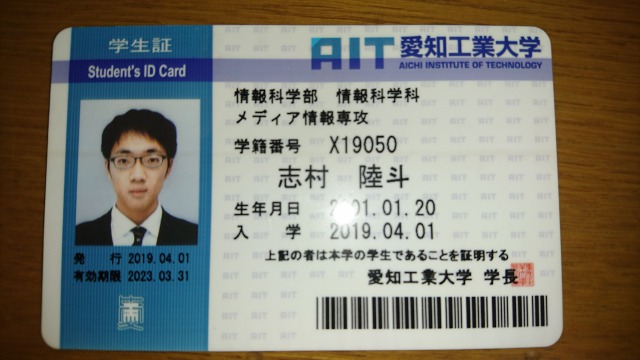 学生証
Student's ID Card
AIT 愛知工業大学
AICHI INSTITUTE OF TECHNOLOGY
情報科学部 情報科学科
メディア情報専攻
学籍番号 X19050
志村 陸斗
生年月日 2001.01.20
入学 2019.04.01
発行 2019.04.01
有効期限 2023.03.31
上記の者は本学の学生であることを証明する
愛知工業大学 学長